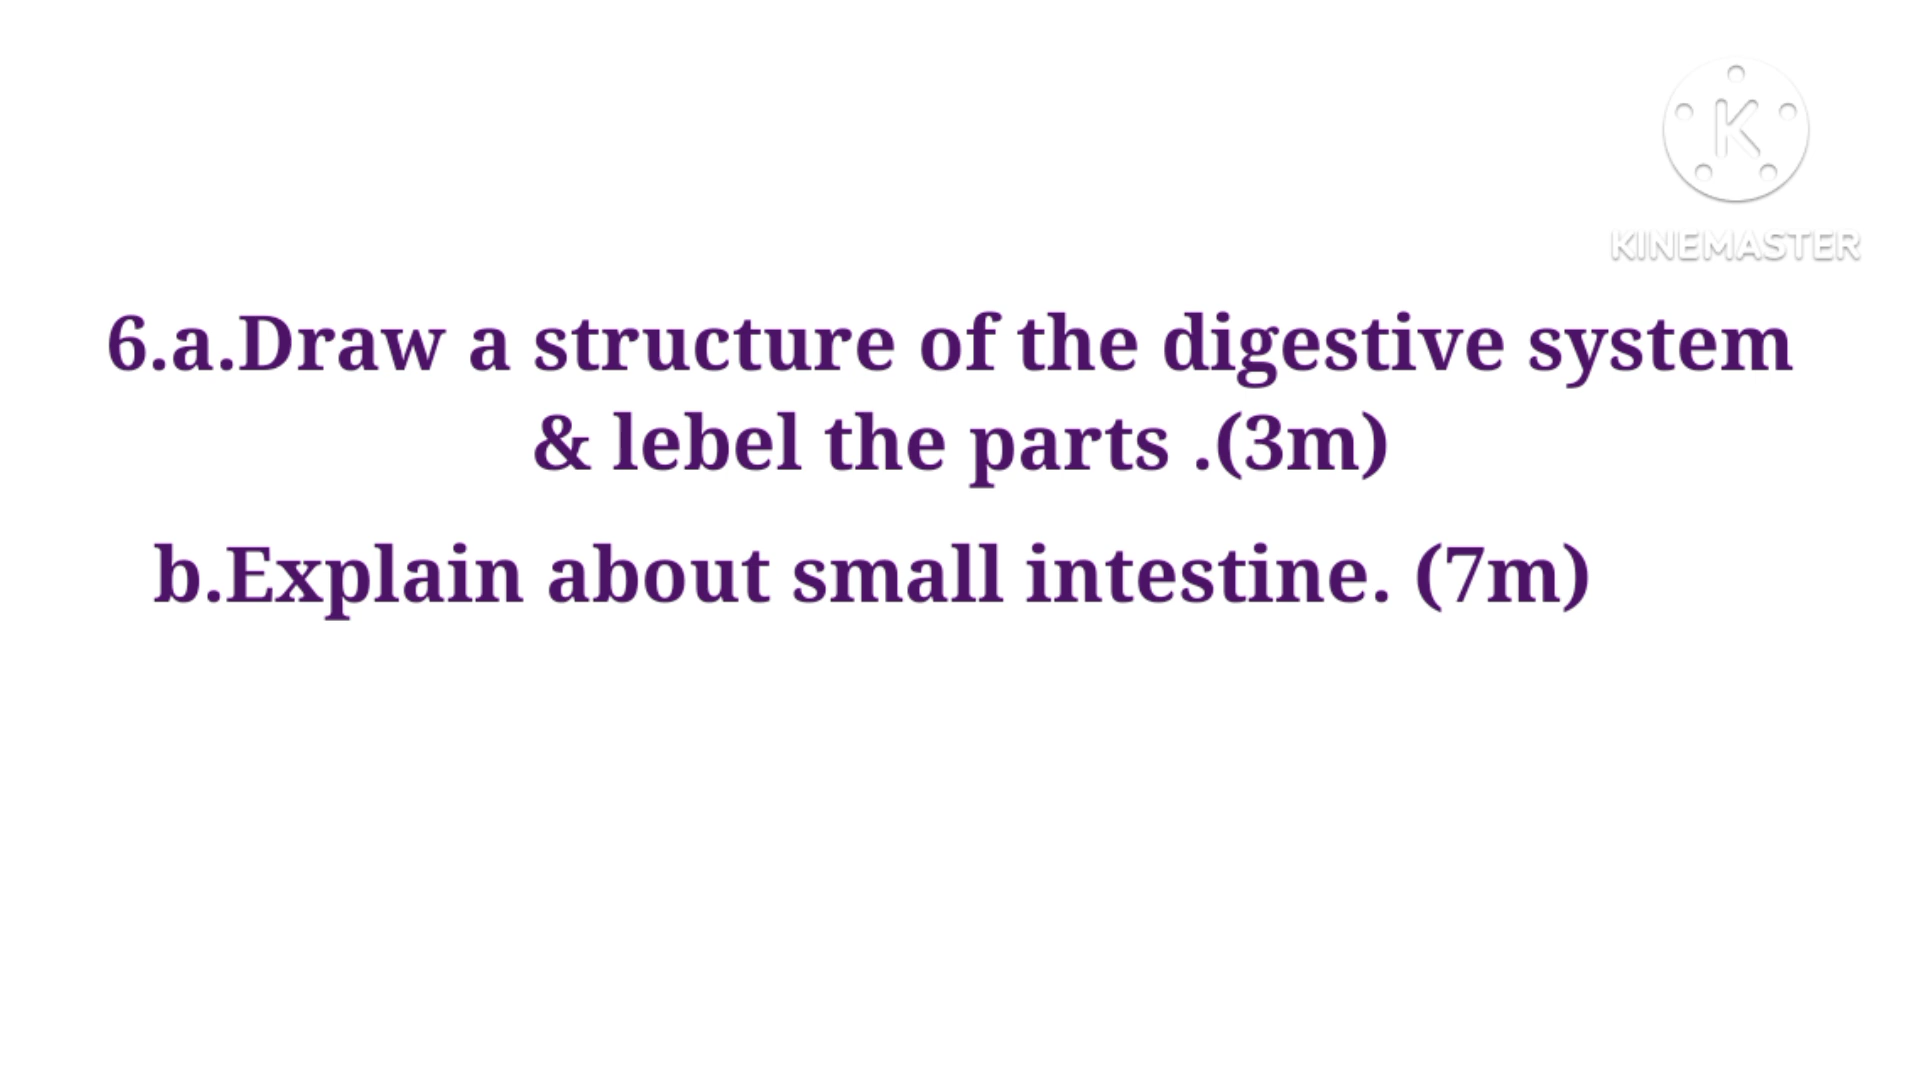 K
KINEMASTER
6.a.Draw a structure of the digestive system
& lebel the parts .(3m)
b.Explain about small intestine. (7m)